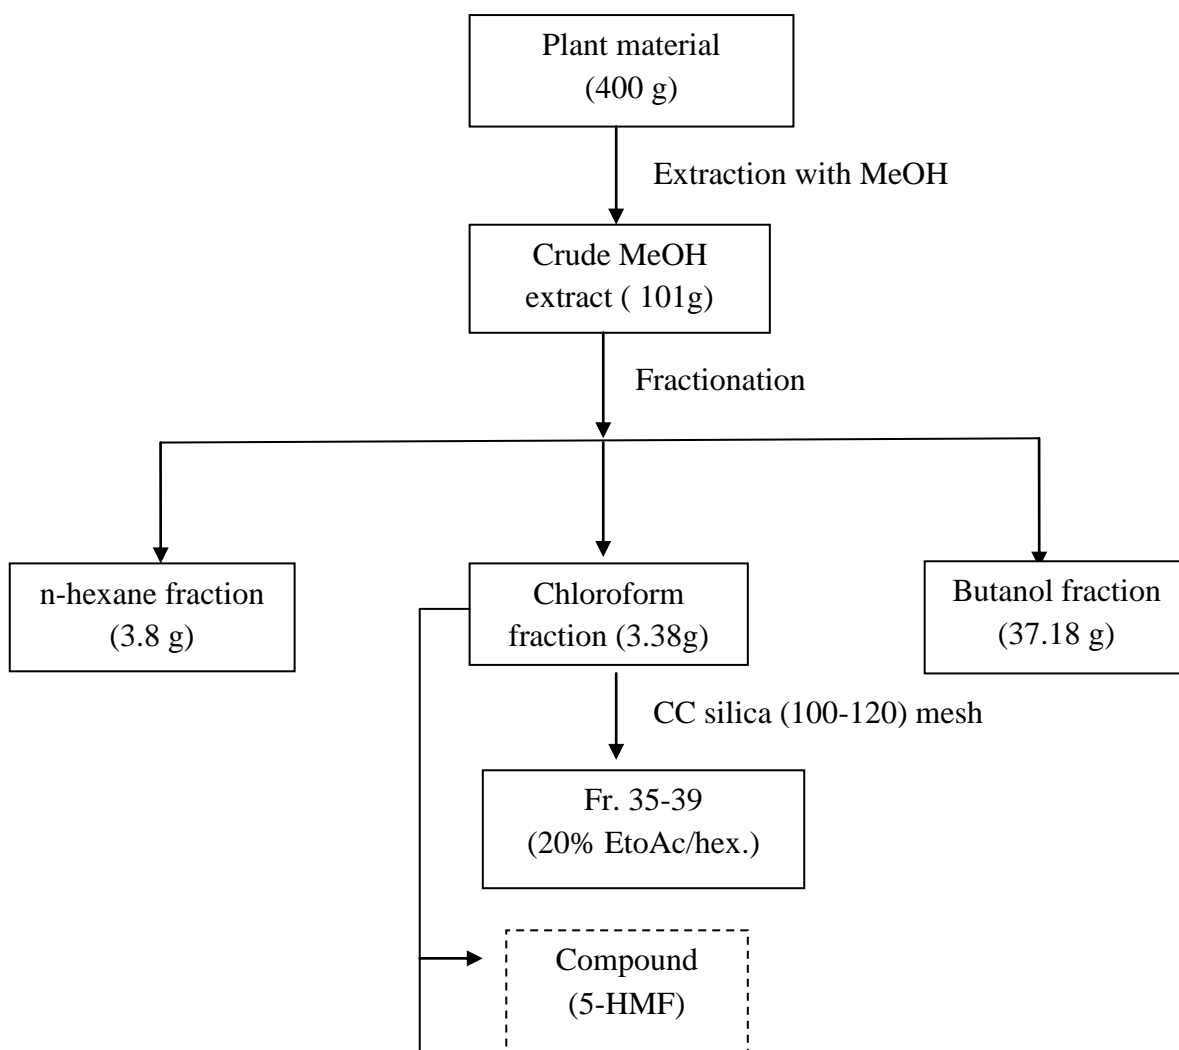 Plant material
(400 g)
Extraction with MeOH
Crude MeOH
extract ( 101g)
Fractionation
n-hexane fraction
(3.8 g)
Chloroform
fraction (3.38g)
Butanol fraction
(37.18 g)
CC silica (100-120) mesh
Fr. 35-39
(20% EtoAc/hex.)
Compound
(5-HMF)